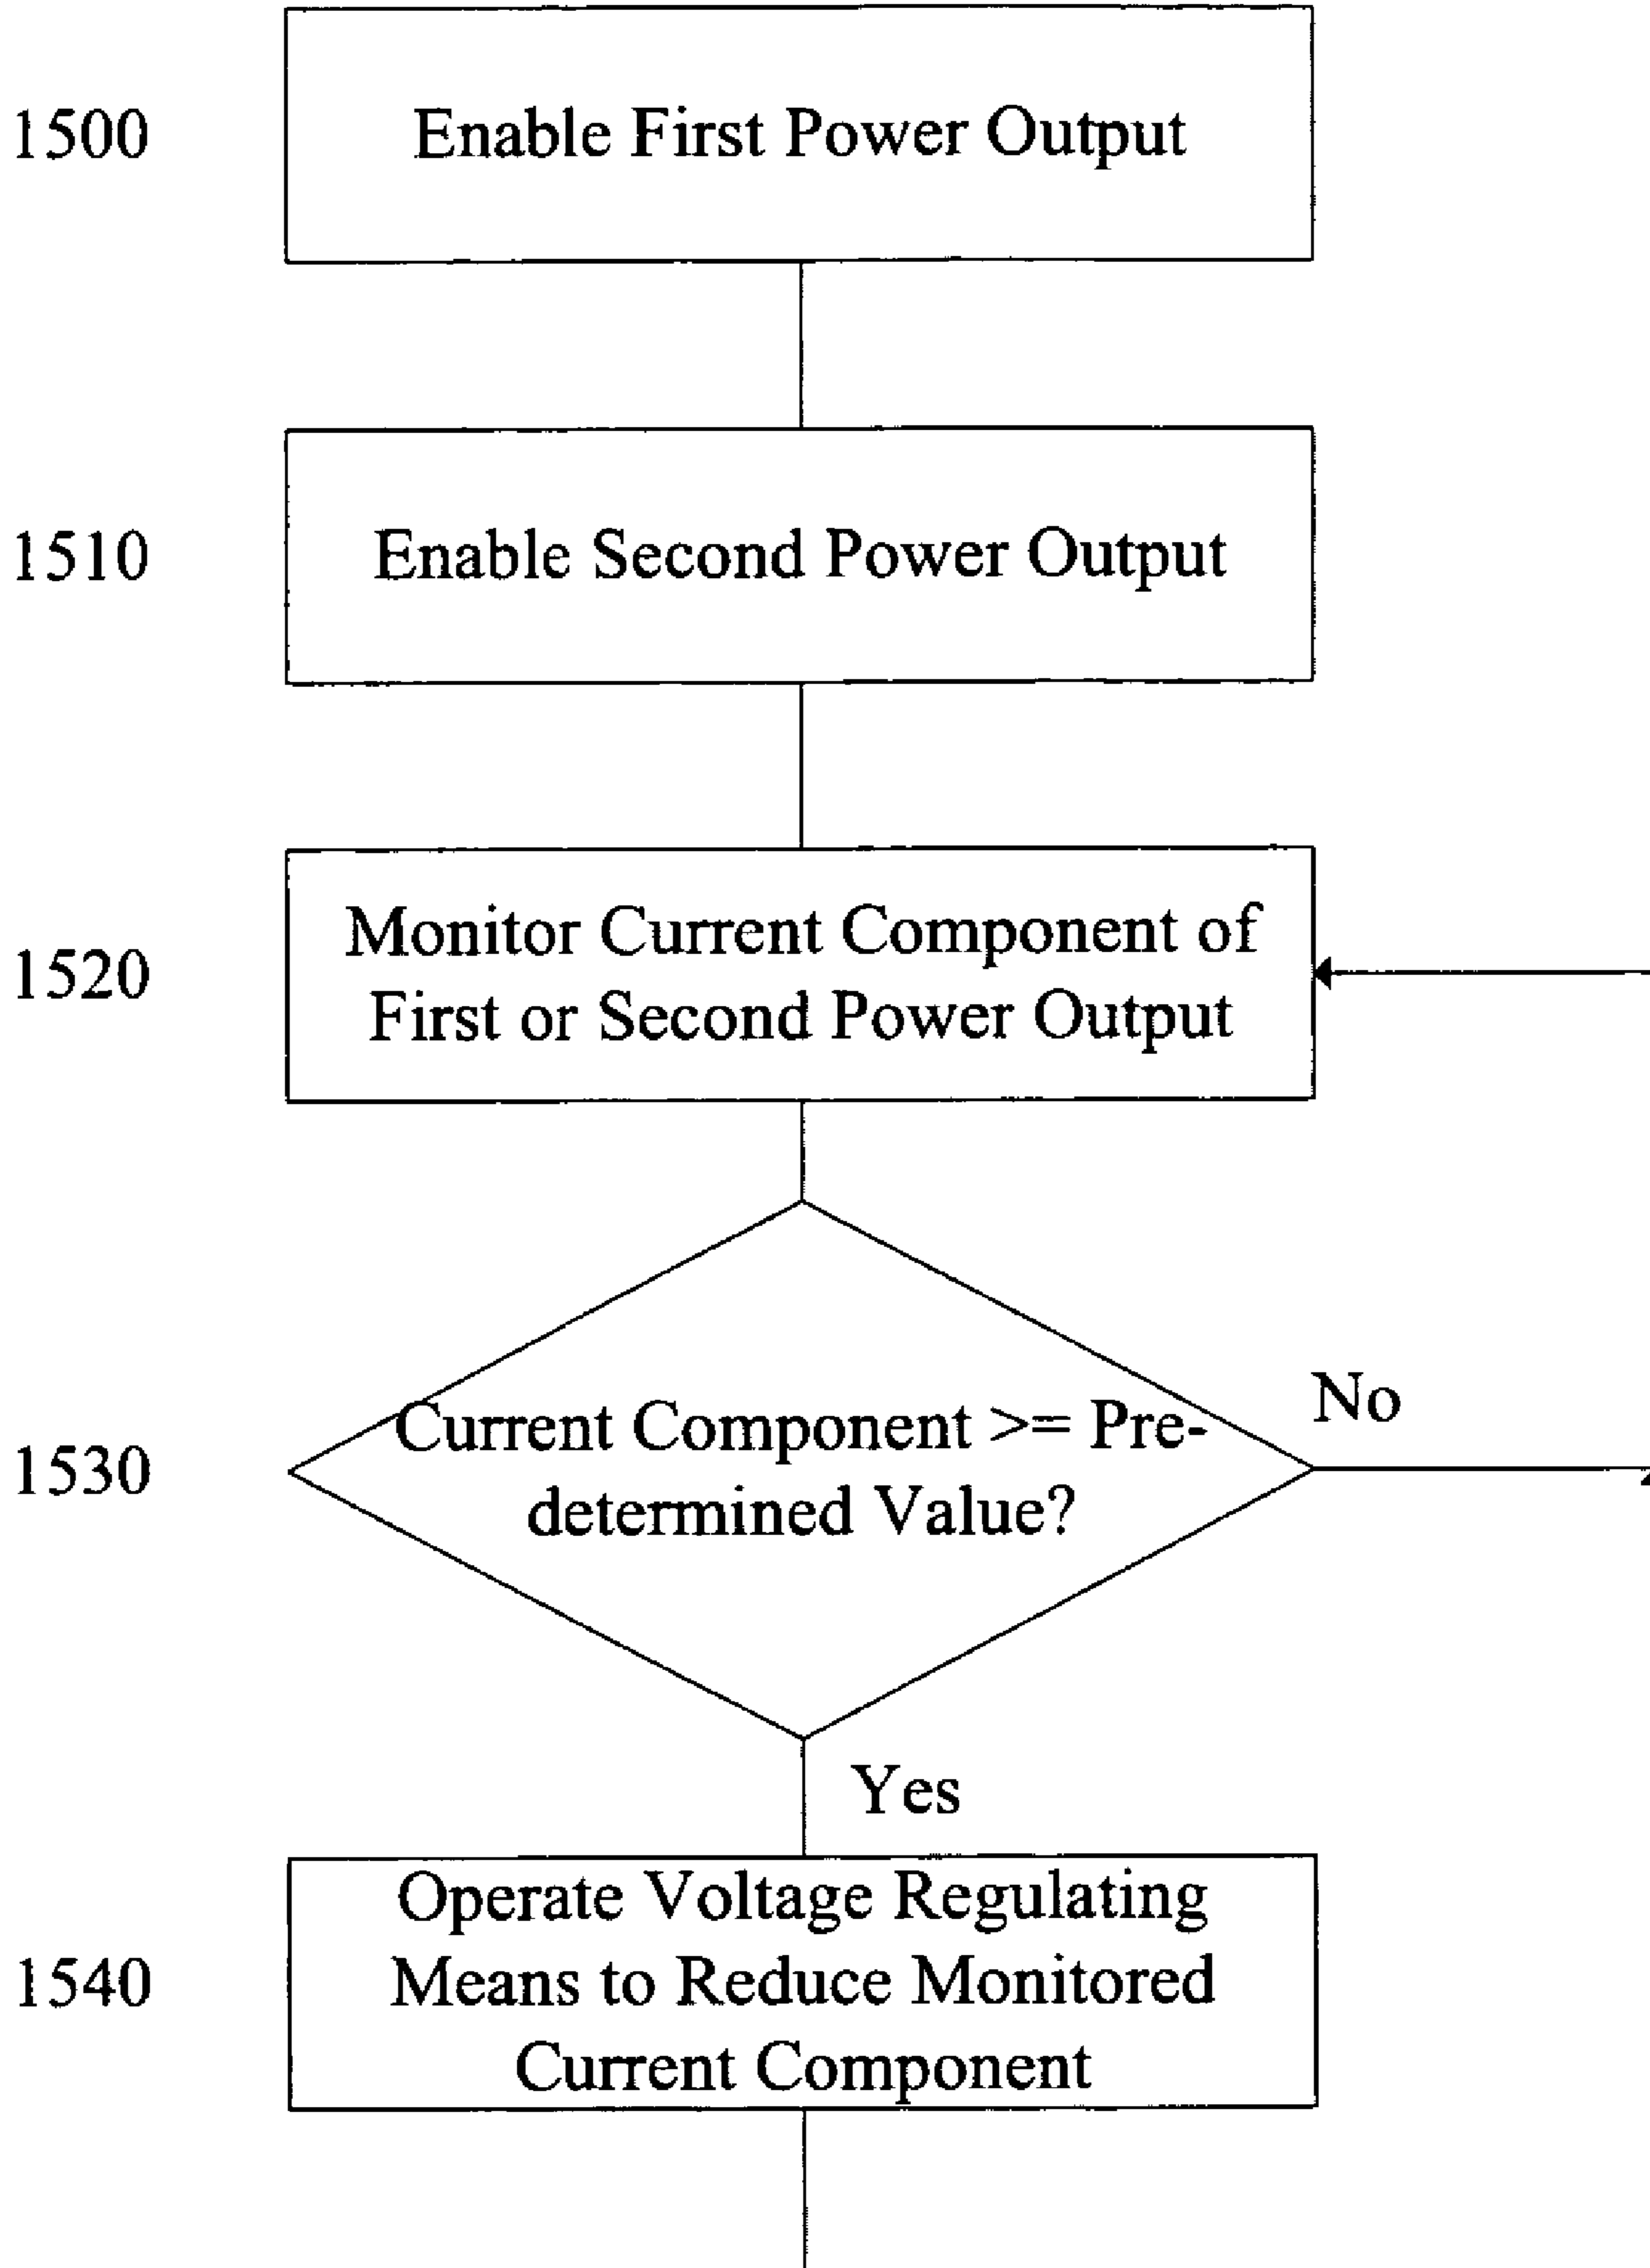 1500
Enable First Power Output
1510
Enable Second Power Output
1520
Monitor Current Component of
First or Second Power Output
1530
Current Component >= Pre-
determined Value?
No
Yes
1540
Operate Voltage Regulating
Means to Reduce Monitored
Current Component